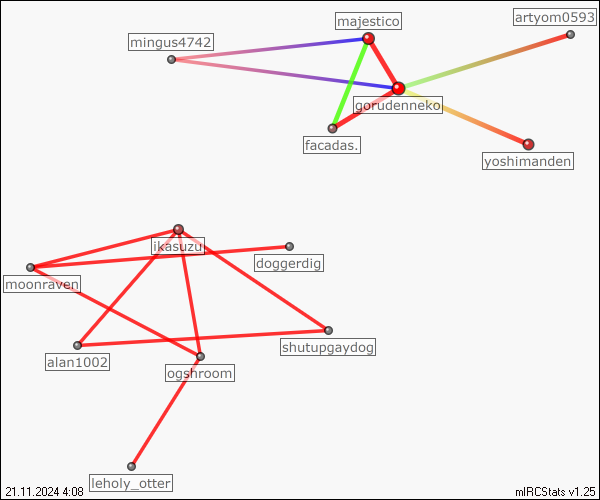 artyom0593
majestico
mingus4742
gorudenneko
facadas.
yoshimanden
ikasuzu
doggerdig
moonraven
shutupgaydog
alan1002
ogshroom
leholy_otter
21.11.2024 4:08
mIRCStats v1.25